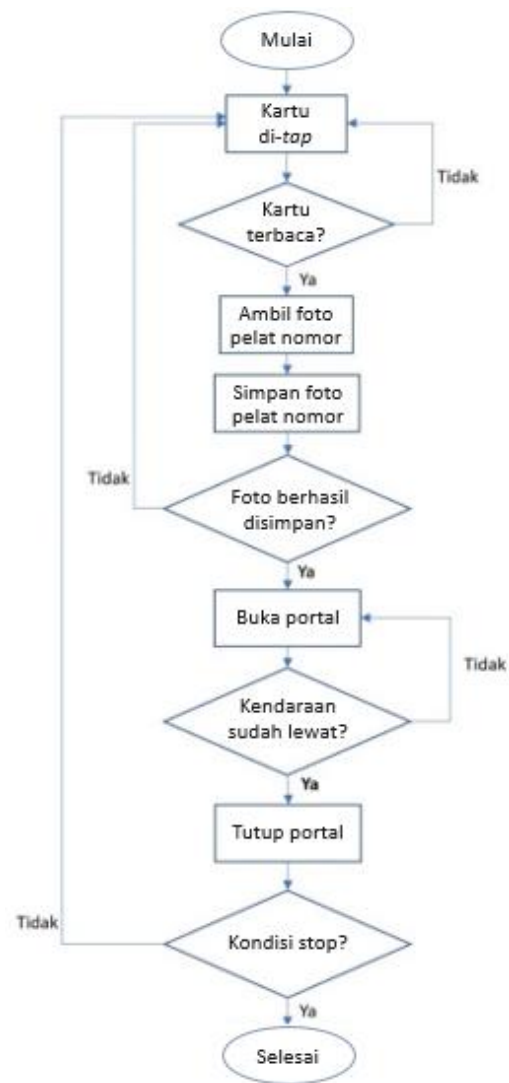 Mulai
Kartu
di-tap
Tidak
Kartu
terbaca?
Ya
Ambil foto
pelat nomor
Simpan foto
pelat nomor
Tidak
Foto berhasil
disimpan?
Ya
Buka portal
Tidak
Kendaraan
sudah lewat?
Ya
Tutup portal
Tidak
Kondisi stop?
Ya
Selesai